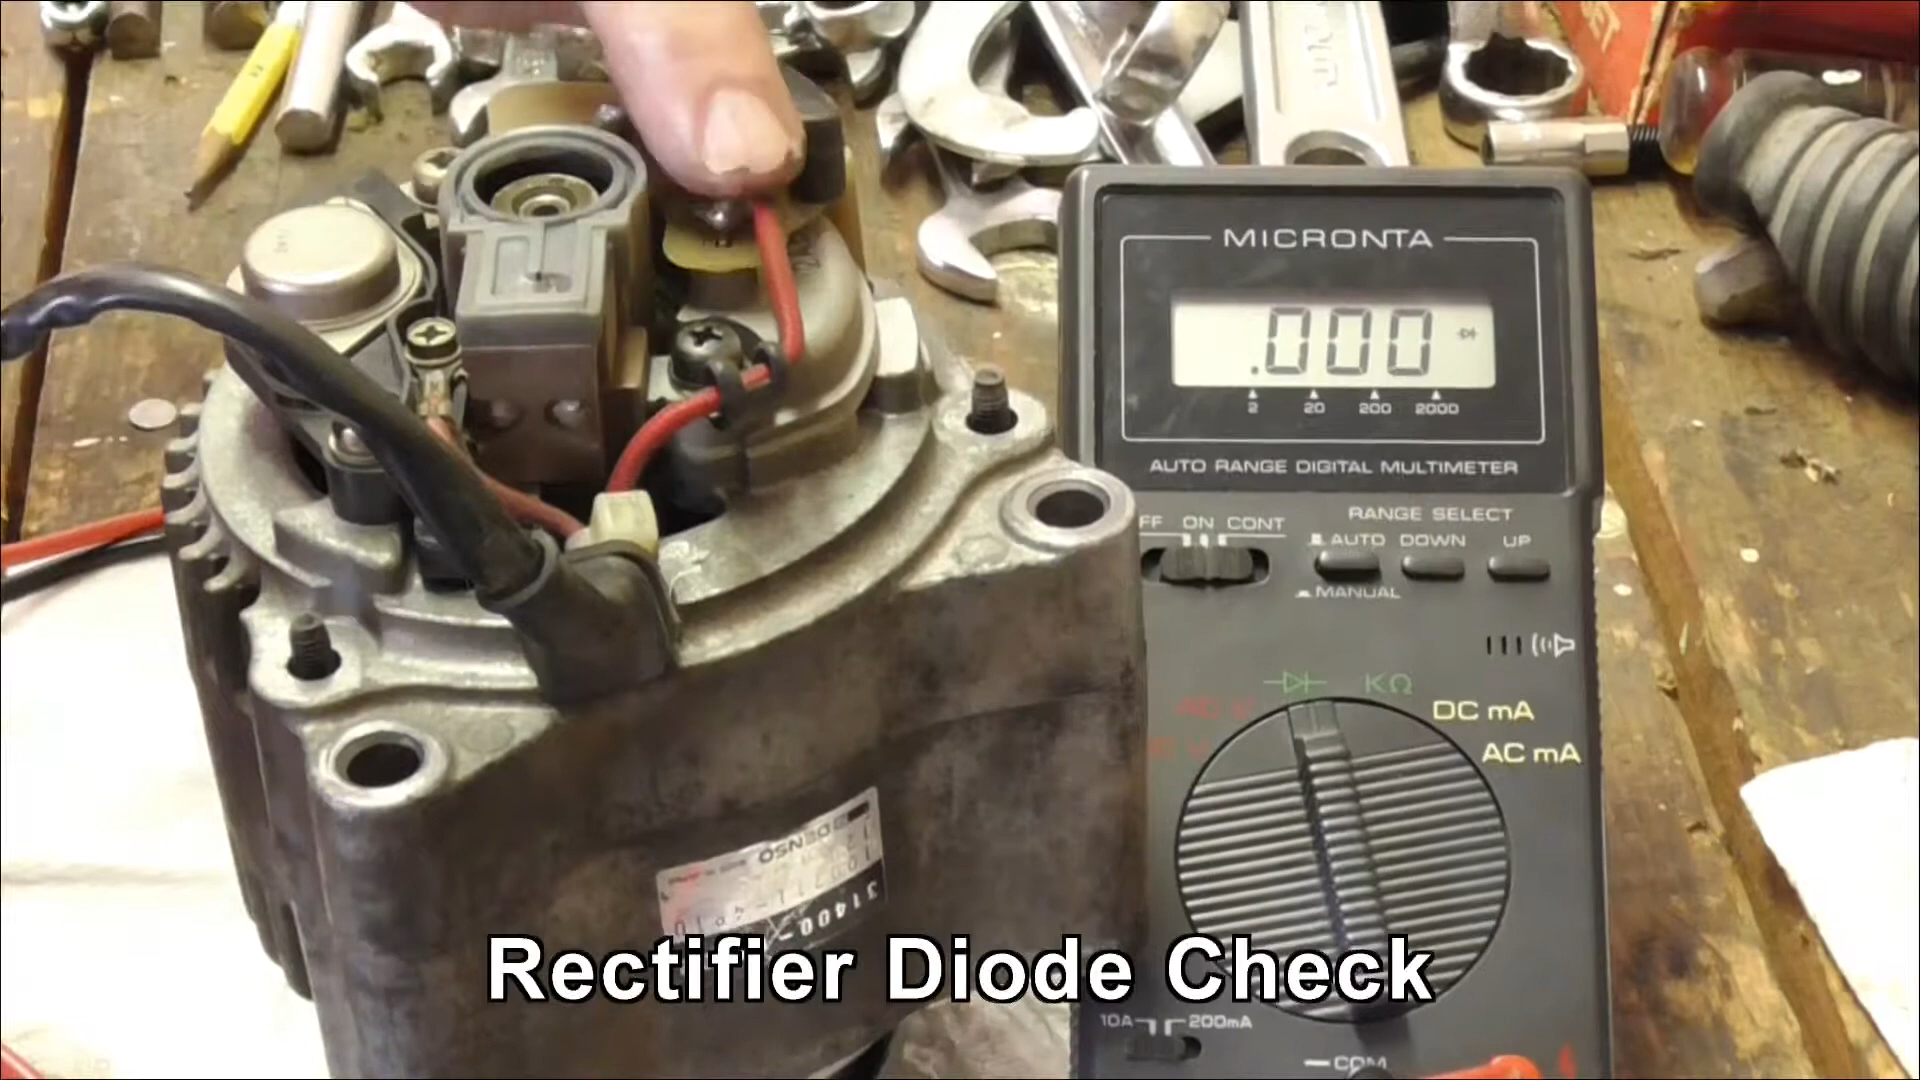 MICRONTA
.000
2 20 200 2000
AUTO RANGE DIGITAL MULTIMETER
FF ON CONT
RANGE SELECT
AUTO DOWN UP
MANUAL
KΩ
DC mA
AC mA
DENSO
31400-
Rectifier Diode Check
10A 200mA
COM